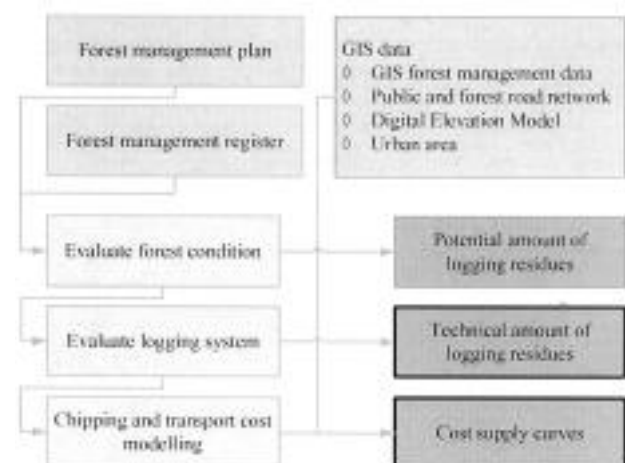 Forest management plan
Forest management register
GIS data
◊ GIS forest management data
◊ Public and forest road network
◊ Digital Elevation Model
◊ Urban area
Evaluate forest condition
Potential amount of
logging residues
Evaluate logging system
Technical amount of
logging residues
Chipping and transport cost
modelling
Cost supply curves